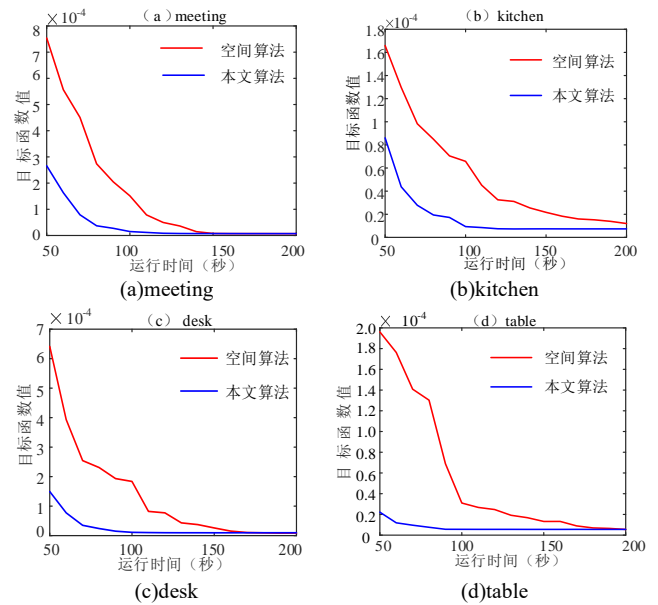 × 10⁻⁴
（a）meeting
8
7
6
5
4
3
2
1
0
目标函数值
空间算法
本文算法
50
100
150
200
运行时间（秒）
(a)meeting
× 10⁻⁴
（b）kitchen
1.8
1.6
1.4
1.2
1.0
0.8
0.6
0.4
0.2
0
目标函数值
空间算法
本文算法
50
100
150
200
运行时间（秒）
(b)kitchen
× 10⁻⁴
（c） desk
7
6
5
4
3
2
1
0
目标函数值
空间算法
本文算法
50
100
150
200
运行时间（秒）
(c)desk
× 10⁻⁴
（d）table
2.0
1.8
1.6
1.4
1.2
1.0
0.8
0.6
0.4
0.2
0
目标函数值
空间算法
本文算法
50
100
150
200
运行时间（秒）
(d)table